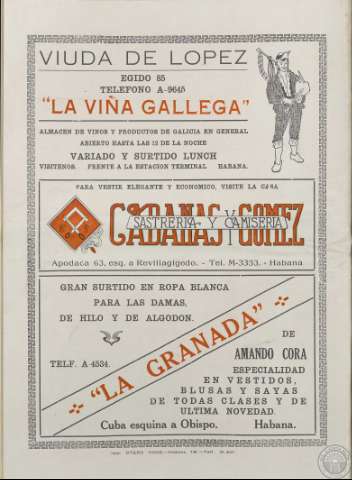 VIUDA DE LOPEZ
EGIDO 85
TELEFONO A-9645
"LA VIÑA GALLEGA"
ALMACEN DE VINOS Y PRODUCTOS DE GALICIA EN GENERAL
ABIERTO HASTA LAS 12 DE LA NOCHE
VARIADO Y SURTIDO LUNCH
VISITENOS FRENTE A LA ESTACION TERMINAL HABANA.
PARA VESTIR ELEGANTE Y ECONOMICO, VISITE LA CASA
CABANAS Y GOMEZ
SASTRERIA Y CAMISERIA
Apodaca 63, esq. a Revillagigedo. - Tel. M-3353. - Habana
GRAN SURTIDO EN ROPA BLANCA
PARA LAS DAMAS,
DE HILO Y DE ALGODON.
TELF. A-4534.
"LA GRANADA"
DE
AMANDO CORA
ESPECIALIDAD
EN VESTIDOS,
BLUSAS Y SAYAS
DE TODAS CLASES Y DE
ULTIMA NOVEDAD.
Cuba esquina a Obispo. Habana.